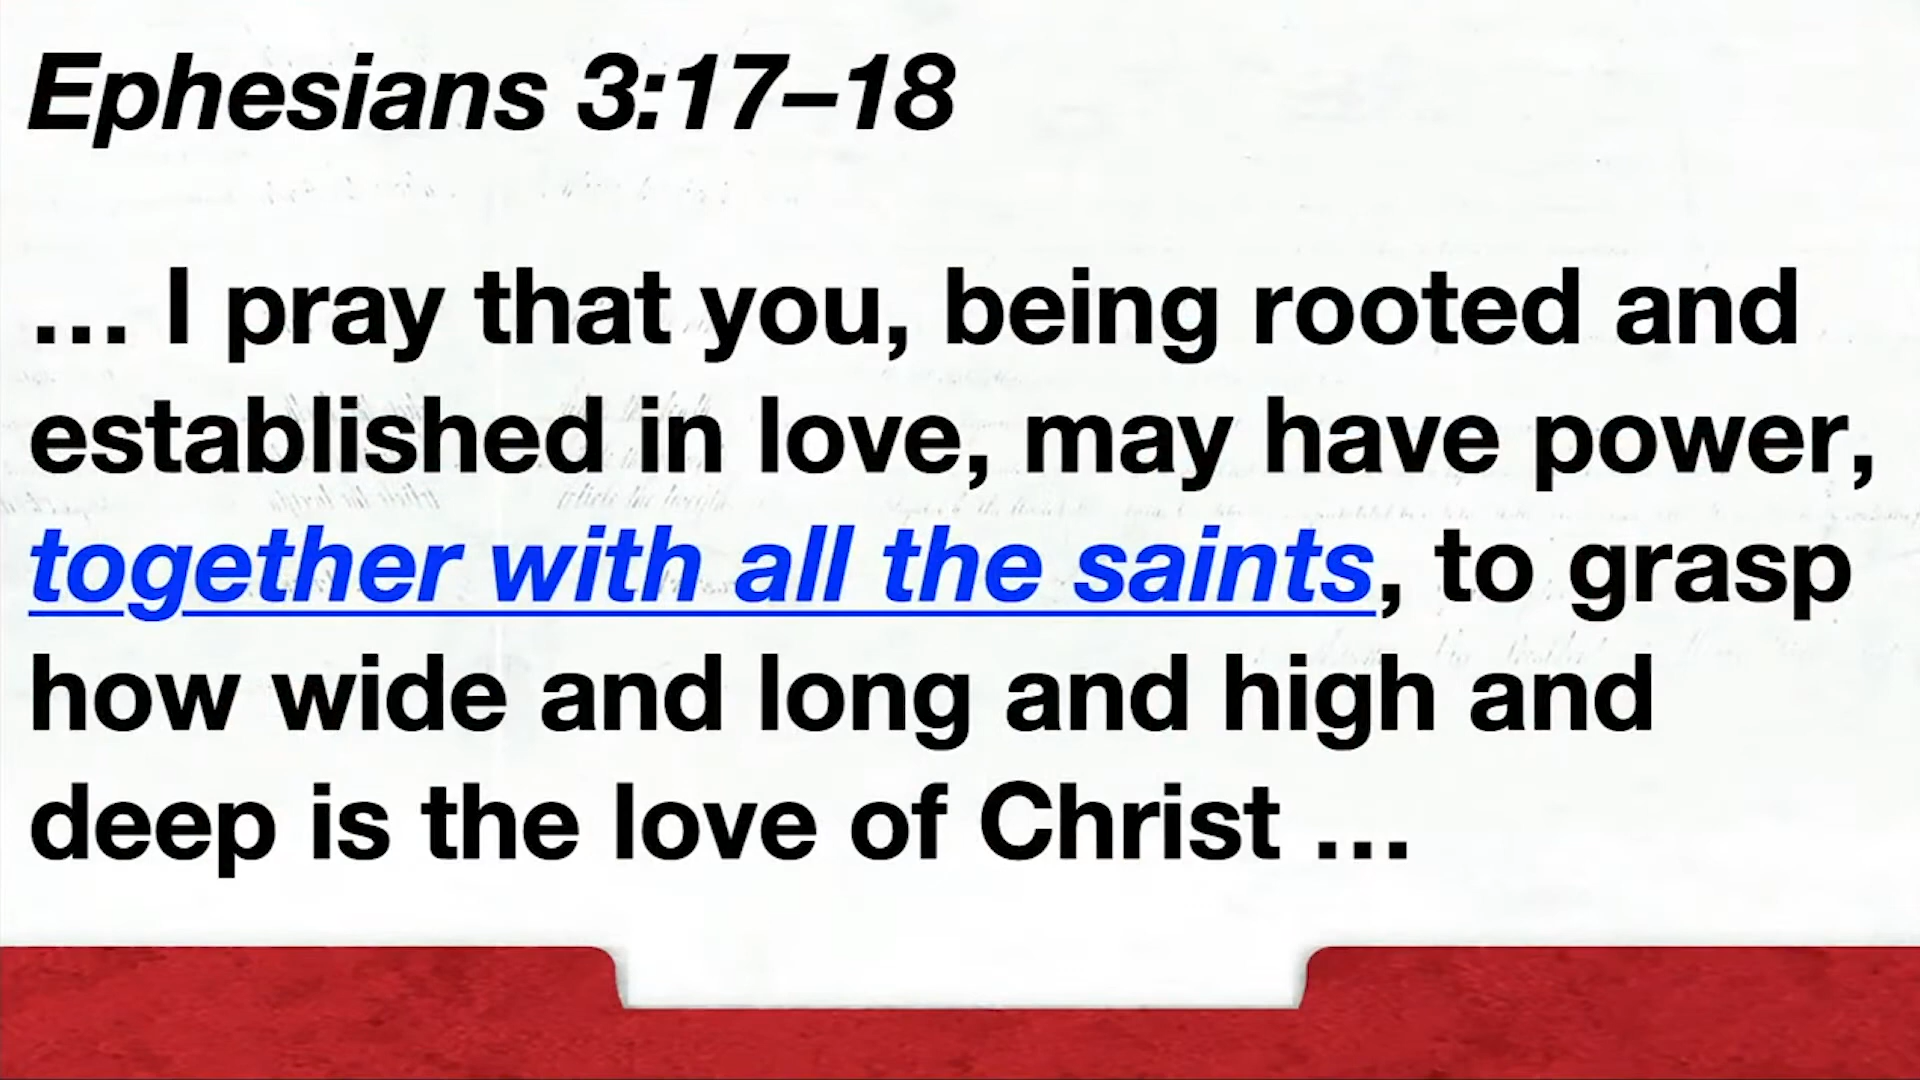 Ephesians 3:17–18
… I pray that you, being rooted and
established in love, may have power,
together with all the saints, to grasp
how wide and long and high and
deep is the love of Christ …